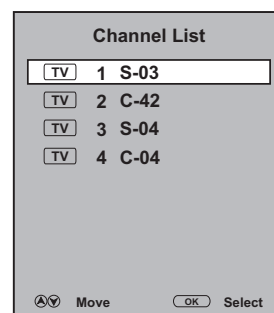 Channel List
TV 1 S-03
TV 2 C-42
TV 3 S-04
TV 4 C-04
Move OK Select